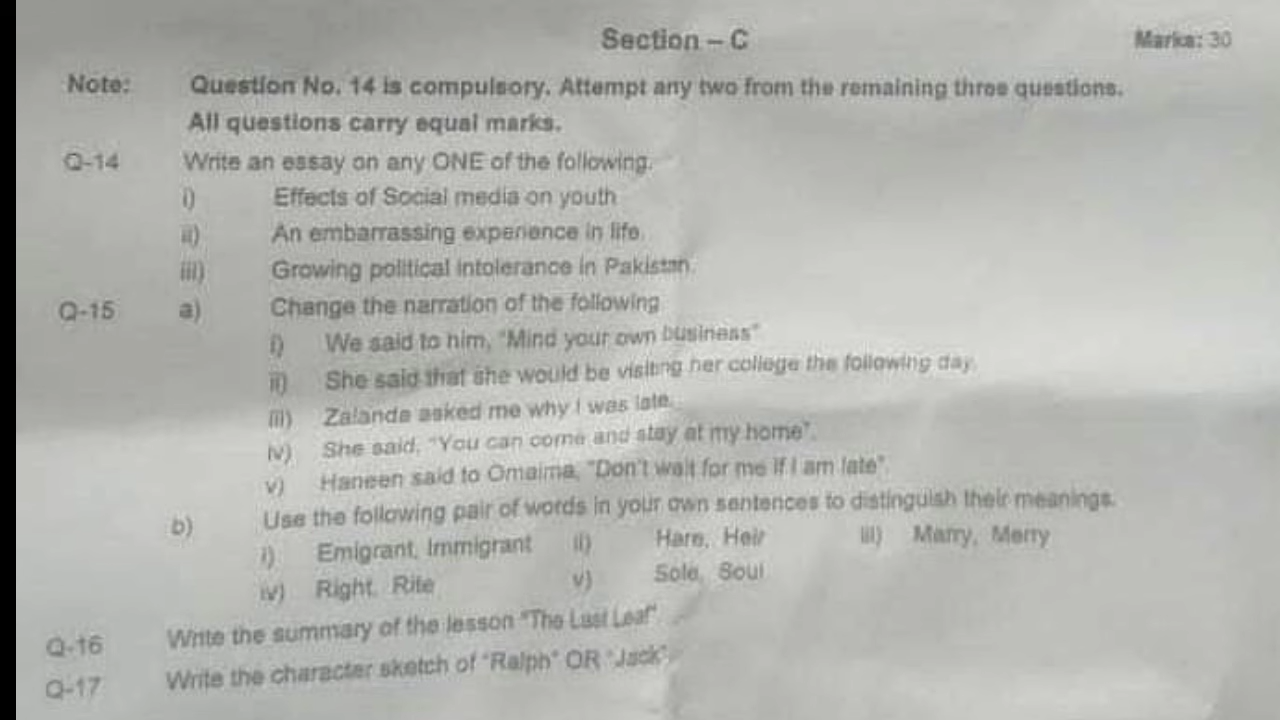 Section – C Marks: 30
Note: Question No. 14 is compulsory. Attempt any two from the remaining three questions.
All questions carry equal marks.
Q-14 Write an essay on any ONE of the following.
i) Effects of Social media on youth
ii) An embarrassing experience in life.
iii) Growing political intolerance in Pakistan.
Q-15 a) Change the narration of the following
i) We said to him, "Mind your own business"
ii) She said that she would be visiting her college the following day.
iii) Zalanda asked me why I was late.
iv) She said, "You can come and stay at my home".
v) Haneen said to Omaima, "Don't wait for me if I am late".
b) Use the following pair of words in your own sentences to distinguish their meanings.
i) Emigrant, Immigrant ii) Hare, Heir iii) Marry, Merry
iv) Right, Rite v) Sole, Soul
Q-16 Write the summary of the lesson "The Last Leaf"
Q-17 Write the character sketch of "Ralph" OR "Jack".